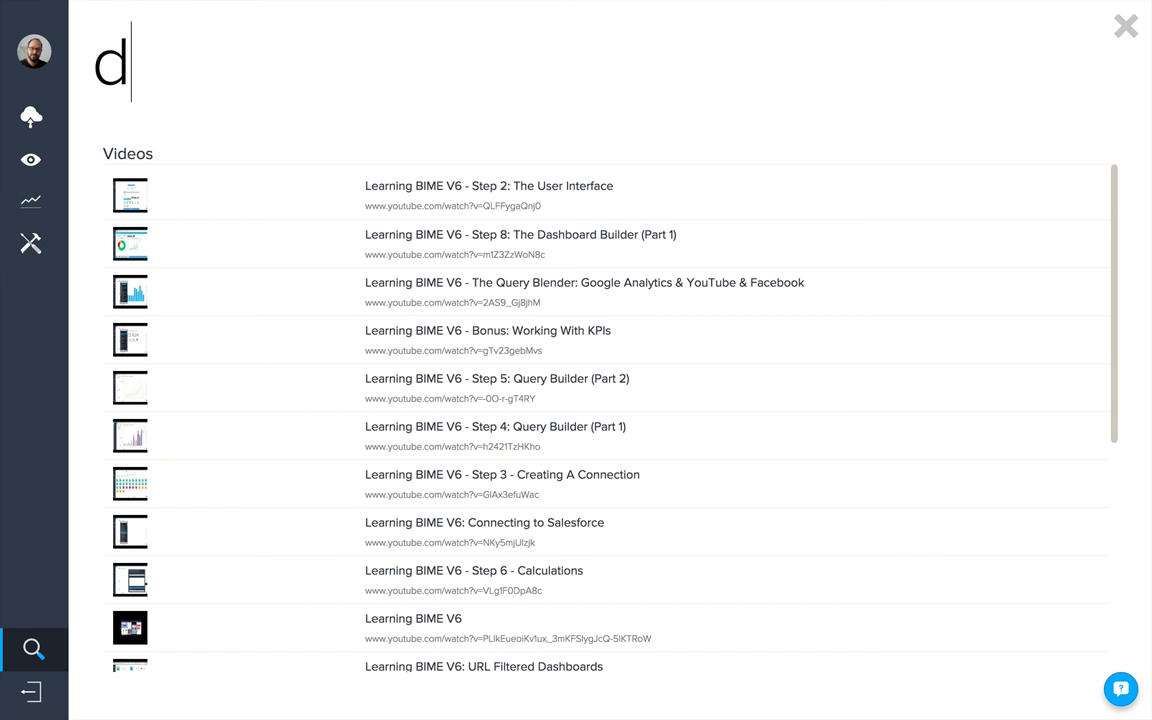 d
Videos
Learning BIME V6 - Step 2: The User Interface
www.youtube.com/watch?v=QLFFygaQnj0
Learning BIME V6 - Step 8: The Dashboard Builder (Part 1)
www.youtube.com/watch?v=m1Z3ZzWoN8c
Learning BIME V6 - The Query Blender: Google Analytics & YouTube & Facebook
www.youtube.com/watch?v=2AS9_Gj8jhM
Learning BIME V6 - Bonus: Working With KPIs
www.youtube.com/watch?v=gTv23gebMvs
Learning BIME V6 - Step 5: Query Builder (Part 2)
www.youtube.com/watch?v=-0O-r-gT4RY
Learning BIME V6 - Step 4: Query Builder (Part 1)
www.youtube.com/watch?v=h2421TzHKho
Learning BIME V6 - Step 3 - Creating A Connection
www.youtube.com/watch?v=GlAx3efuWac
Learning BIME V6: Connecting to Salesforce
www.youtube.com/watch?v=NKy5mjUlzjk
Learning BIME V6 - Step 6 - Calculations
www.youtube.com/watch?v=VLg1F0DpA8c
Learning BIME V6
www.youtube.com/watch?v=PLlkEueoiKv1ux_3mKFSlygJcQ-5lKTRoW
Learning BIME V6: URL Filtered Dashboards